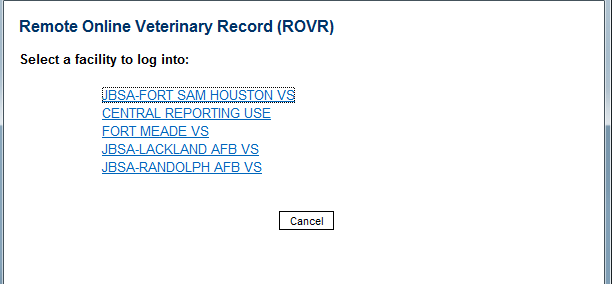 Remote Online Veterinary Record (ROVR)
Select a facility to log into:
JBSA-FORT SAM HOUSTON VS
CENTRAL REPORTING USE
FORT MEADE VS
JBSA-LACKLAND AFB VS
JBSA-RANDOLPH AFB VS
Cancel